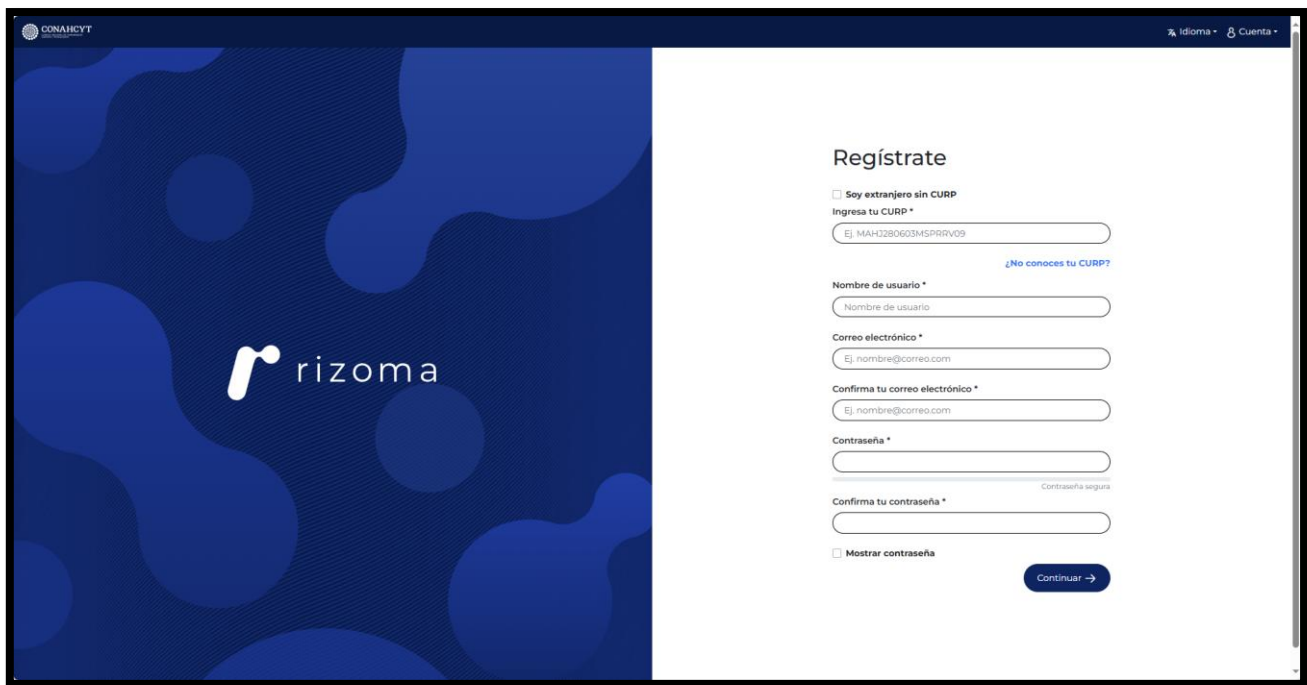 CONAHCYT
Idioma
Cuenta
rizoma
Regístrate
Soy extranjero sin CURP
Ingresa tu CURP *
Ej. MAHJ280603MSPRRV09
¿No conoces tu CURP?
Nombre de usuario *
Nombre de usuario
Correo electrónico *
Ej. nombre@correo.com
Confirma tu correo electrónico *
Ej. nombre@correo.com
Contraseña *
Contraseña segura
Confirma tu contraseña *
Mostrar contraseña
Continuar →